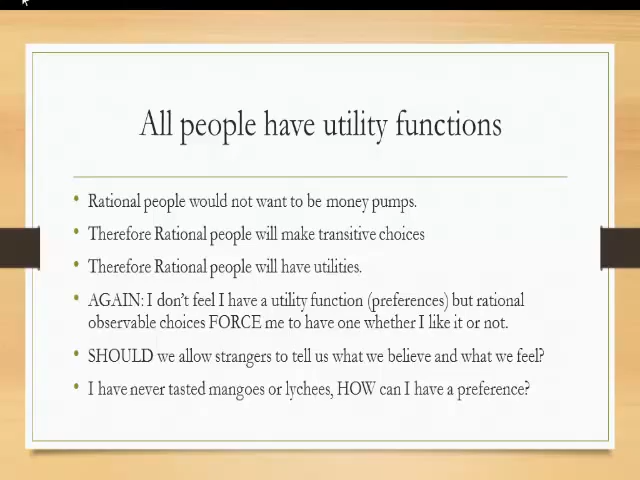 All people have utility functions
• Rational people would not want to be money pumps.
• Therefore Rational people will make transitive choices
• Therefore Rational people will have utilities.
• AGAIN: I don't feel I have a utility function (preferences) but rational
observable choices FORCE me to have one whether I like it or not.
• SHOULD we allow strangers to tell us what we believe and what we feel?
• I have never tasted mangoes or lychees, HOW can I have a preference?